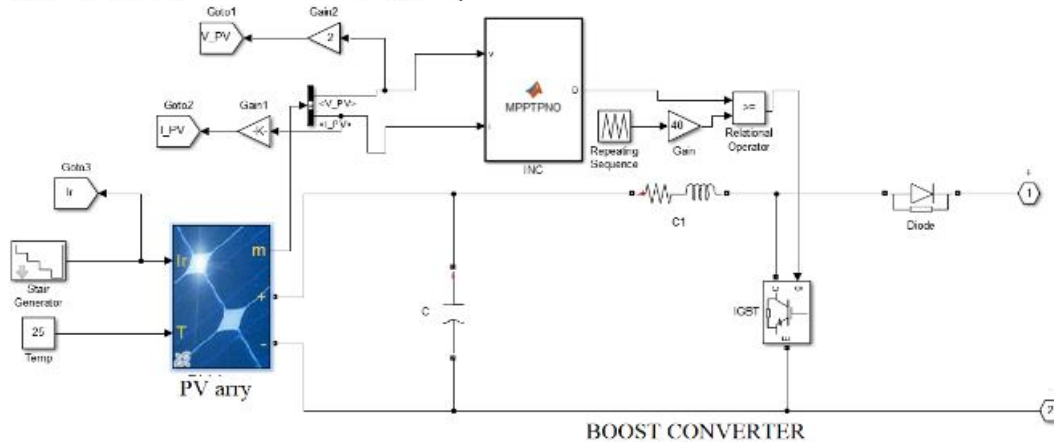 Goto1
V_PV
Gain2
2
Goto2
I_PV
Gain1
-K-
<V_PV>
<I_PV>
v
i
MPPTPNO
D
INC
Repeating
Sequence
40
Gain
>=
Relational
Operator
Goto3
Ir
Stair
Generator
25
Temp
Ir
T
m
+
-
PV arry
C
C1
IGBT
C
G
E
Diode
+
1
2
BOOST CONVERTER